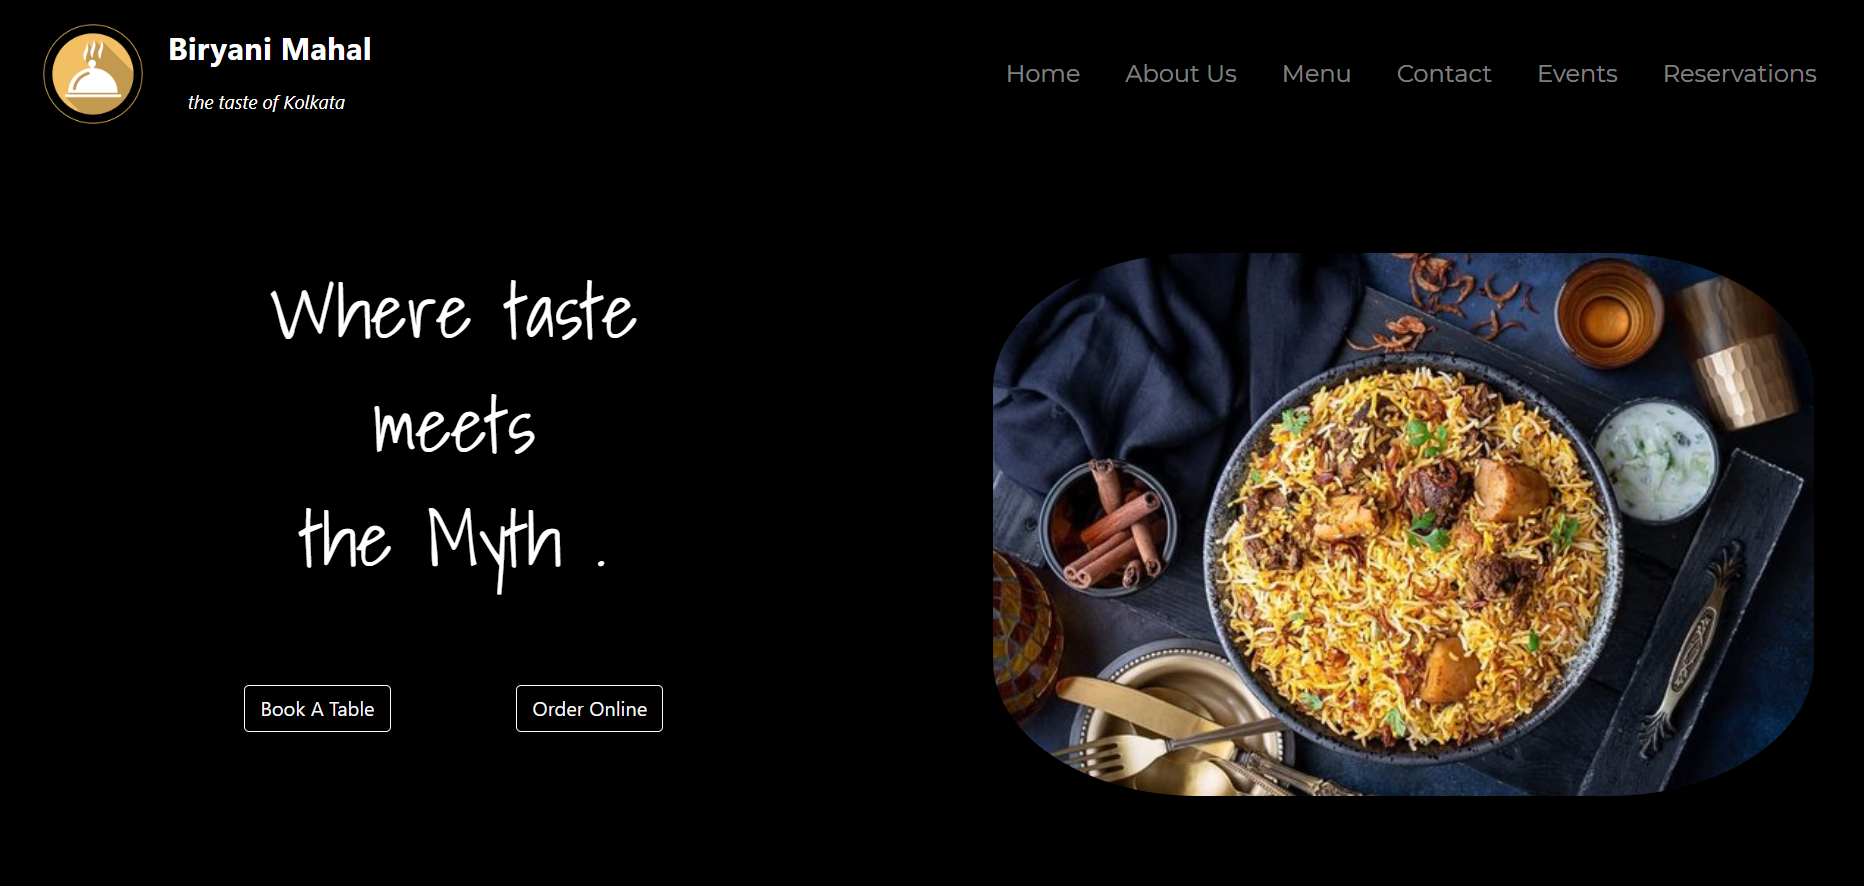 Biryani Mahal
the taste of Kolkata
Home About Us Menu Contact Events Reservations
Where taste
meets
the Myth .
Book A Table Order Online